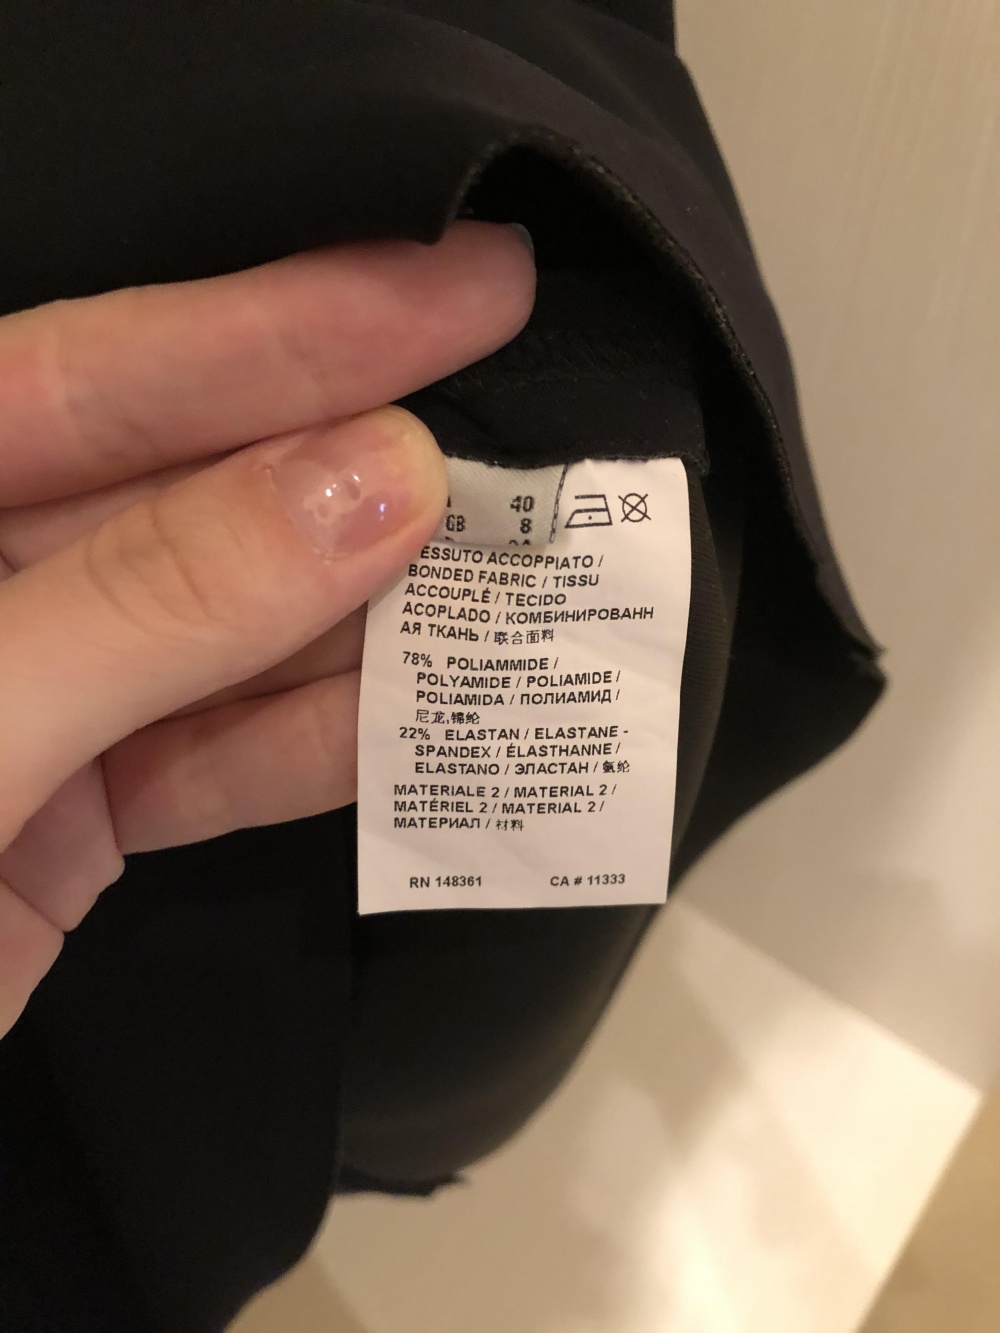 40
GB 8
ESSUTO ACCOPPIATO /
BONDED FABRIC / TISSU
ACCOUPLÉ / TECIDO
ACOPLADO / КОМБИНИРОВАНН
АЯ ТКАНЬ / 联合面料
78% POLIAMMIDE /
POLYAMIDE / POLIAMIDE /
POLIAMIDA / ПОЛИАМИД /
尼龙,锦纶
22% ELASTAN / ELASTANE -
SPANDEX / ÉLASTHANNE /
ELASTANO / ЭЛАСТАН / 氨纶
MATERIALE 2 / MATERIAL 2 /
MATÉRIEL 2 / MATERIAL 2 /
МАТЕРИАЛ / 材料
RN 148361 CA # 11333